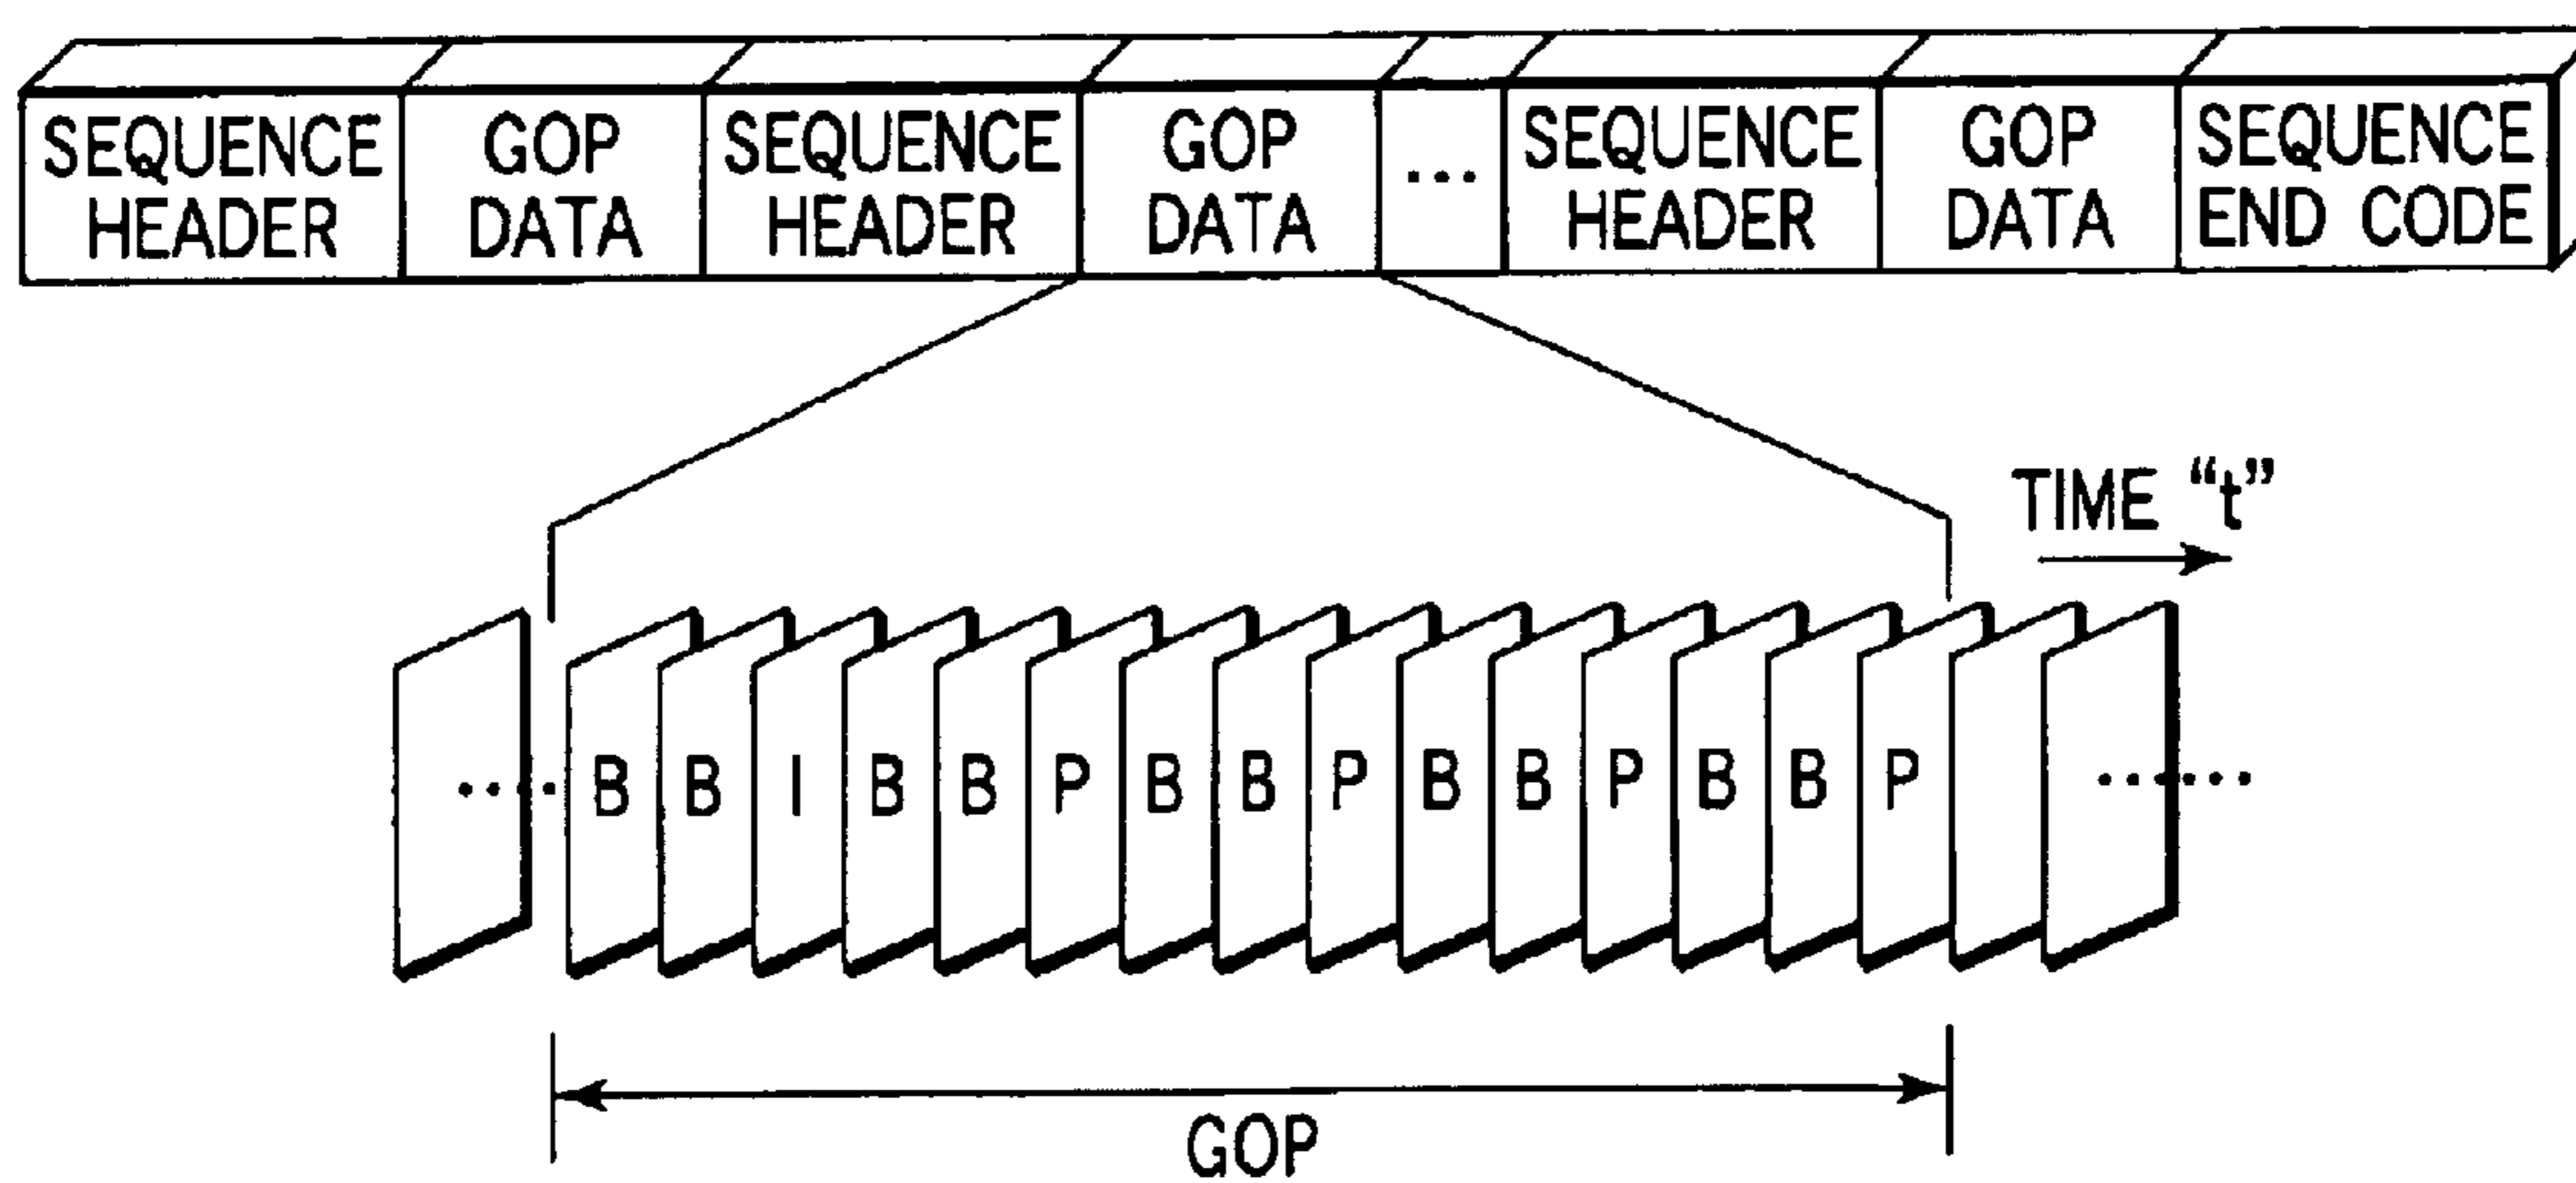 SEQUENCE HEADER
GOP DATA
SEQUENCE HEADER
GOP DATA
...
SEQUENCE HEADER
GOP DATA
SEQUENCE END CODE
TIME “t”
.... B B I B B P B B P B B P B B P ......
GOP